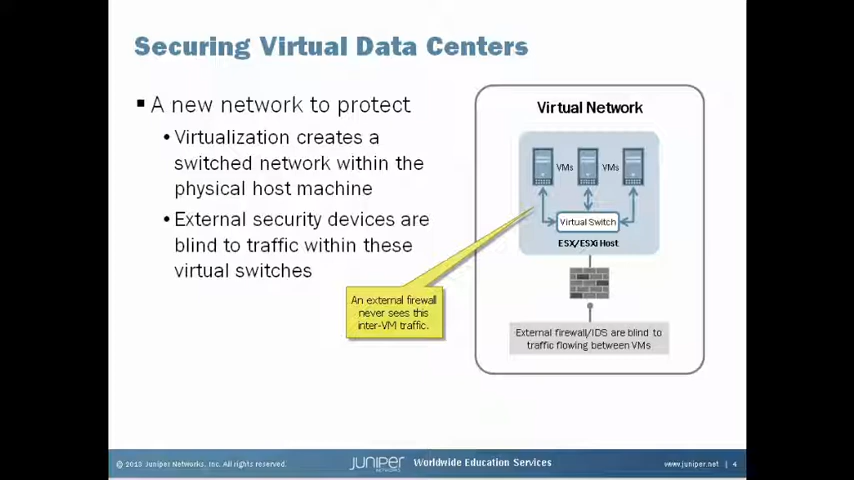 Securing Virtual Data Centers
▪ A new network to protect
• Virtualization creates a
switched network within the
physical host machine
• External security devices are
blind to traffic within these
virtual switches
An external firewall
never sees this
inter-VM traffic.
Virtual Network
VMs VMs
Virtual Switch
ESX/ESXi Host
External firewall/IDS are blind to
traffic flowing between VMs
© 2013 Juniper Networks, Inc. All rights reserved.
JUNIPER NETWORKS Worldwide Education Services
www.juniper.net | 4